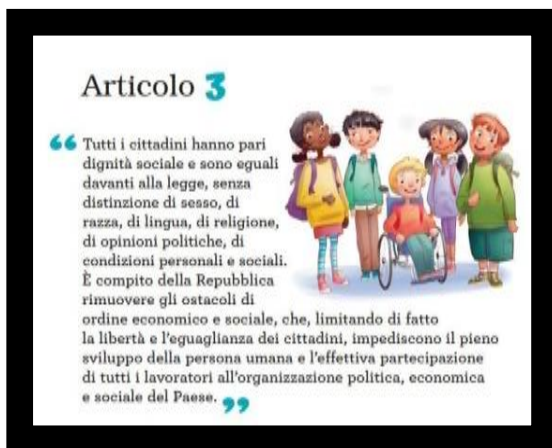 Articolo 3
“ Tutti i cittadini hanno pari
dignità sociale e sono eguali
davanti alla legge, senza
distinzione di sesso, di
razza, di lingua, di religione,
di opinioni politiche, di
condizioni personali e sociali.
È compito della Repubblica
rimuovere gli ostacoli di
ordine economico e sociale, che, limitando di fatto
la libertà e l'eguaglianza dei cittadini, impediscono il pieno
sviluppo della persona umana e l'effettiva partecipazione
di tutti i lavoratori all'organizzazione politica, economica
e sociale del Paese. ”